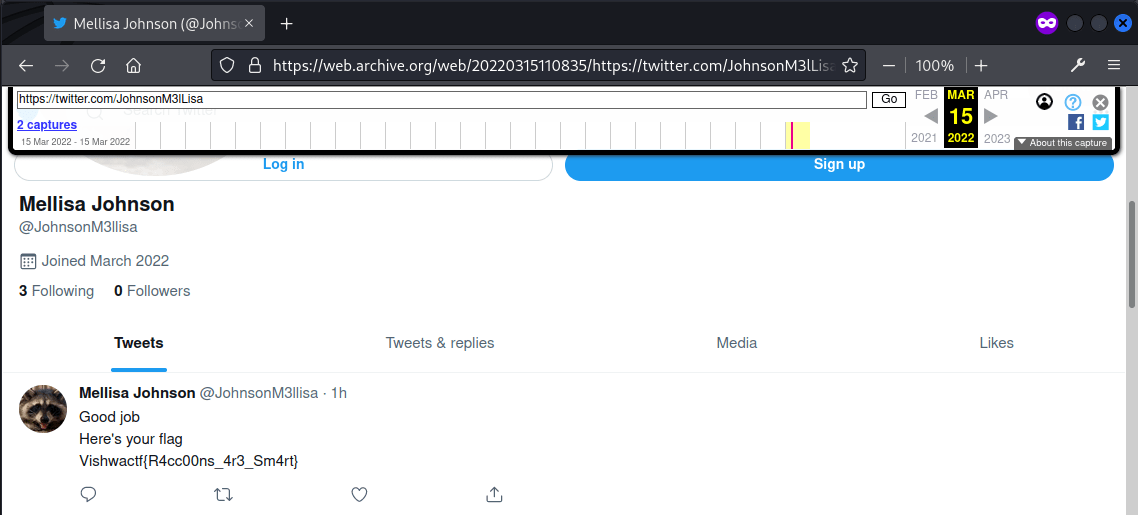 Mellisa Johnson (@Johns
https://web.archive.org/web/20220315110835/https://twitter.com/JohnsonM3lLisa
100%
https://twitter.com/JohnsonM3lLisa
Go
FEB MAR APR
2 captures
15
15 Mar 2022 - 15 Mar 2022
2021 2022 2023
About this capture
Log in
Sign up
Mellisa Johnson
@JohnsonM3llisa
Joined March 2022
3 Following 0 Followers
Tweets Tweets & replies Media Likes
Mellisa Johnson @JohnsonM3llisa · 1h
Good job
Here's your flag
Vishwactf{R4cc00ns_4r3_Sm4rt}